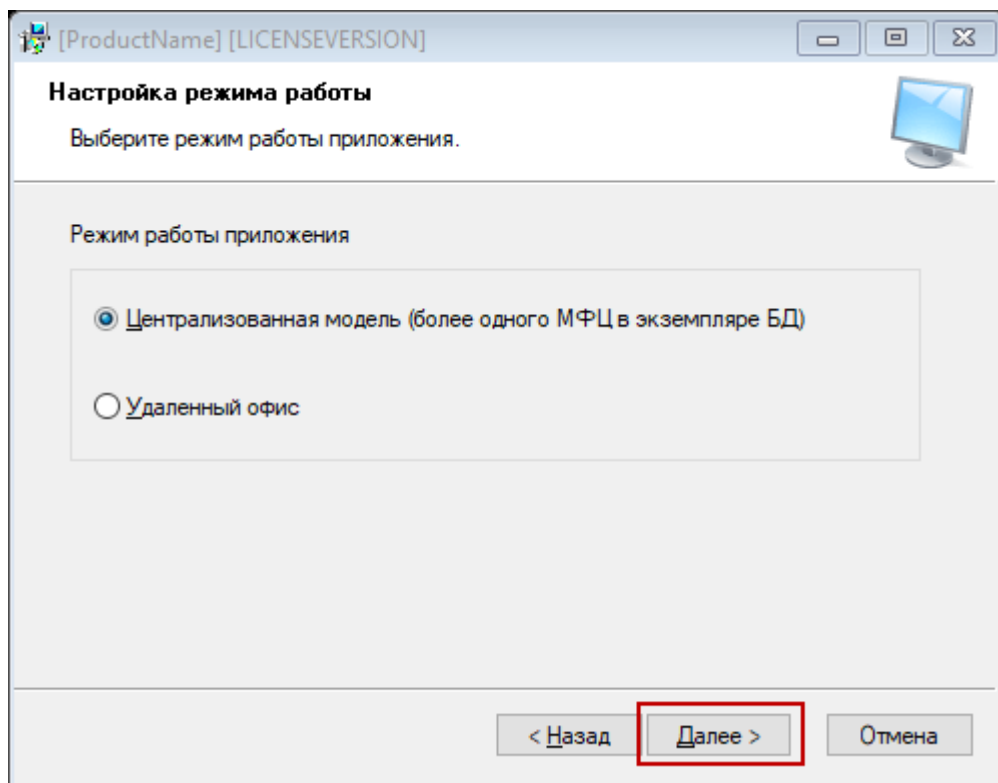 [ProductName] [LICENSEVERSION]
Настройка режима работы
Выберите режим работы приложения.
Режим работы приложения
Централизованная модель (более одного МФЦ в экземпляре БД)
Удаленный офис
< Назад Далее > Отмена